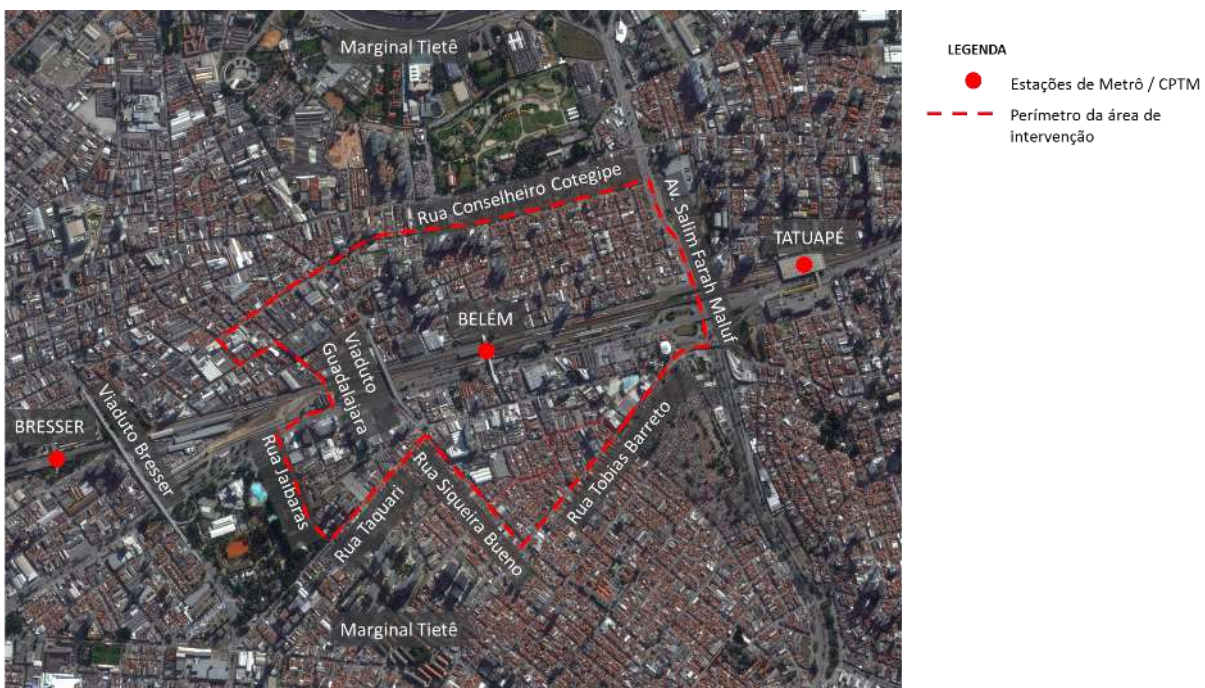 Marginal Tietê
LEGENDA
Estações de Metrô / CPTM
Perímetro da área de
intervenção
Rua Conselheiro Cotegipe
Av. Salim Farah Maluf
TATUAPÉ
BELÉM
Viaduto
Guadalajara
Viaduto Bresser
BRESSER
Rua Jaibaras
Rua Taquari
Rua Siqueira Bueno
Rua Tobias Barreto
Marginal Tietê